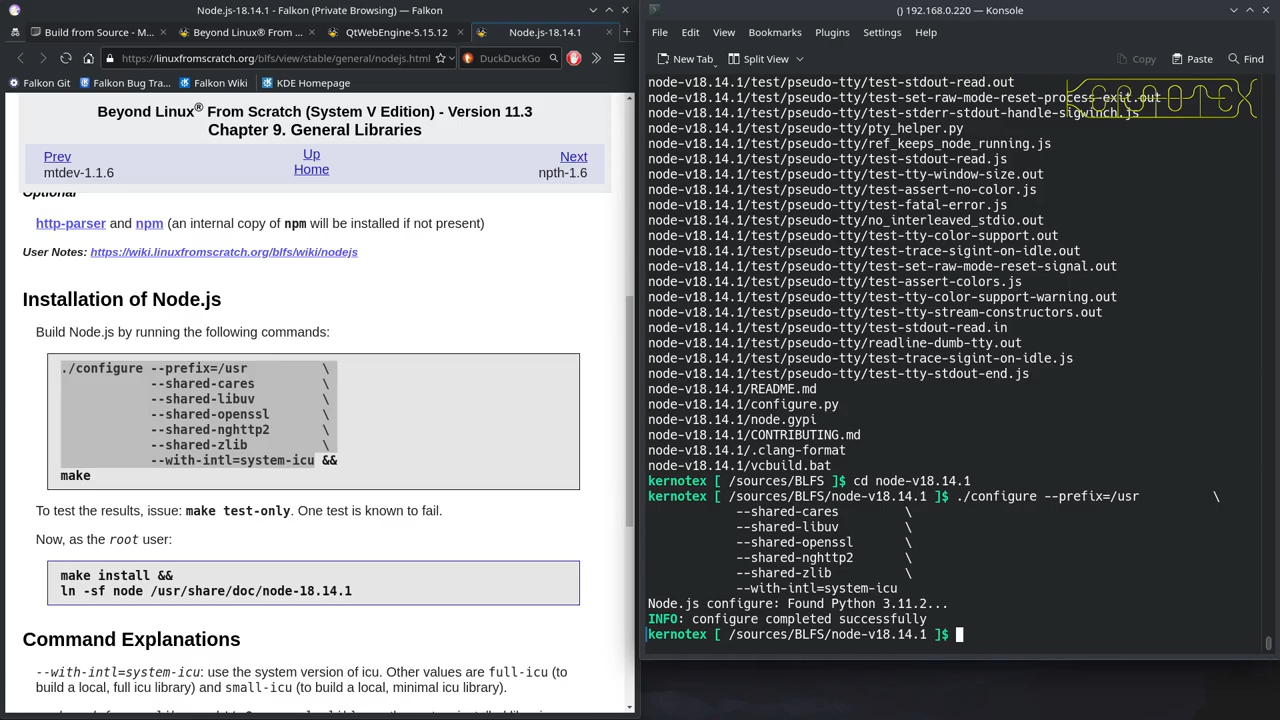 Node.js-18.14.1 - Falkon (Private Browsing) — Falkon
Build from Source - M...
Beyond Linux® From ...
QtWebEngine-5.15.12
Node.js-18.14.1
https://linuxfromscratch.org/blfs/view/stable/general/nodejs.html
DuckDuckGo
Falkon Git
Falkon Bug Tra...
Falkon Wiki
KDE Homepage
Beyond Linux® From Scratch (System V Edition) - Version 11.3
Chapter 9. General Libraries
Prev
Up
Next
mtdev-1.1.6
Home
npth-1.6
Optional
http-parser and npm (an internal copy of npm will be installed if not present)
User Notes: https://wiki.linuxfromscratch.org/blfs/wiki/nodejs
Installation of Node.js
Build Node.js by running the following commands:
./configure --prefix=/usr \
--shared-cares \
--shared-libuv \
--shared-openssl \
--shared-nghttp2 \
--shared-zlib \
--with-intl=system-icu &&
make
To test the results, issue: make test-only. One test is known to fail.
Now, as the root user:
make install &&
ln -sf node /usr/share/doc/node-18.14.1
Command Explanations
--with-intl=system-icu: use the system version of icu. Other values are full-icu (to
build a local, full icu library) and small-icu (to build a local, minimal icu library).
() 192.168.0.220 — Konsole
File Edit View Bookmarks Plugins Settings Help
New Tab
Split View
Copy
Paste
Find
KERNOTEX
node-v18.14.1/test/pseudo-tty/test-stdout-read.out
node-v18.14.1/test/pseudo-tty/test-set-raw-mode-reset-process-exit.out
node-v18.14.1/test/pseudo-tty/test-stderr-stdout-handle-sigwinch.js
node-v18.14.1/test/pseudo-tty/pty_helper.py
node-v18.14.1/test/pseudo-tty/ref_keeps_node_running.js
node-v18.14.1/test/pseudo-tty/test-stdout-read.js
node-v18.14.1/test/pseudo-tty/test-tty-window-size.out
node-v18.14.1/test/pseudo-tty/test-assert-no-color.js
node-v18.14.1/test/pseudo-tty/test-fatal-error.js
node-v18.14.1/test/pseudo-tty/no_interleaved_stdio.out
node-v18.14.1/test/pseudo-tty/test-tty-color-support.out
node-v18.14.1/test/pseudo-tty/test-trace-sigint-on-idle.out
node-v18.14.1/test/pseudo-tty/test-set-raw-mode-reset-signal.out
node-v18.14.1/test/pseudo-tty/test-assert-colors.js
node-v18.14.1/test/pseudo-tty/test-tty-color-support-warning.out
node-v18.14.1/test/pseudo-tty/test-tty-stream-constructors.out
node-v18.14.1/test/pseudo-tty/test-stdout-read.in
node-v18.14.1/test/pseudo-tty/readline-dumb-tty.out
node-v18.14.1/test/pseudo-tty/test-trace-sigint-on-idle.js
node-v18.14.1/test/pseudo-tty/test-tty-stdout-end.js
node-v18.14.1/README.md
node-v18.14.1/configure.py
node-v18.14.1/node.gypi
node-v18.14.1/CONTRIBUTING.md
node-v18.14.1/.clang-format
node-v18.14.1/vcbuild.bat
kernotex [ /sources/BLFS ]$ cd node-v18.14.1
kernotex [ /sources/BLFS/node-v18.14.1 ]$ ./configure --prefix=/usr \
--shared-cares \
--shared-libuv \
--shared-openssl \
--shared-nghttp2 \
--shared-zlib \
--with-intl=system-icu
Node.js configure: Found Python 3.11.2...
INFO: configure completed successfully
kernotex [ /sources/BLFS/node-v18.14.1 ]$